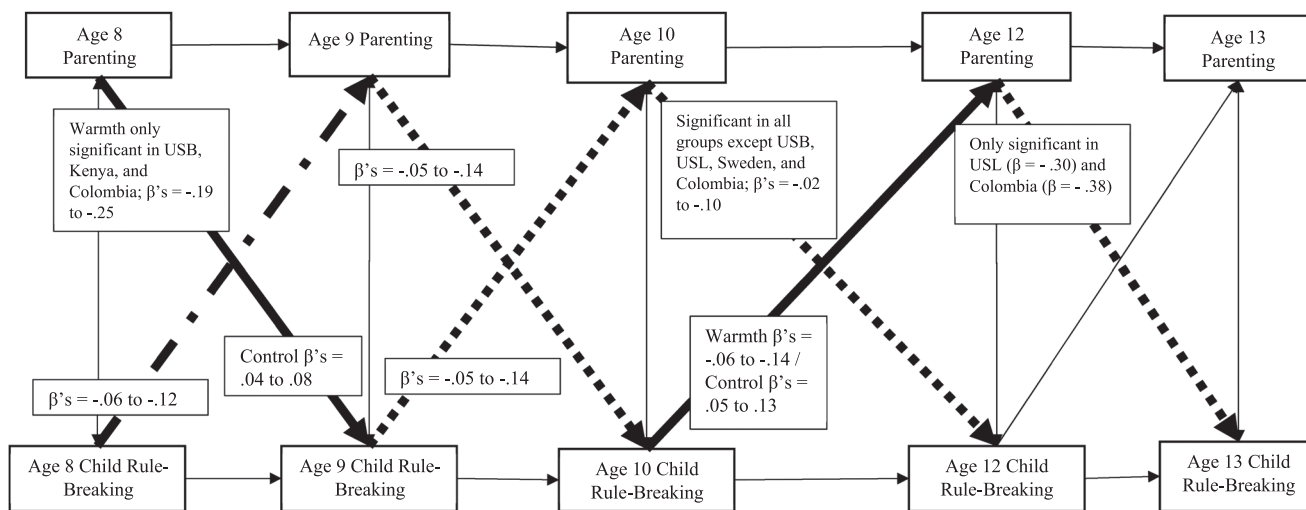 Age 8
Parenting
Age 9 Parenting
Age 10
Parenting
Age 12
Parenting
Age 13
Parenting
Warmth only
significant in USB,
Kenya, and
Colombia; β’s = -.19
to -.25
β’s = -.05 to -.14
Significant in all
groups except USB,
USL, Sweden, and
Colombia; β’s = -.02
to -.10
Only significant in
USL (β = - .30) and
Colombia (β = - .38)
β’s = -.06 to -.12
Control β’s =
.04 to .08
β’s = -.05 to -.14
Warmth β’s =
-.06 to -.14 /
Control β’s =
.05 to .13
Age 8 Child Rule-
Breaking
Age 9 Child Rule-
Breaking
Age 10 Child
Rule-Breaking
Age 12 Child
Rule-Breaking
Age 13 Child
Rule-Breaking